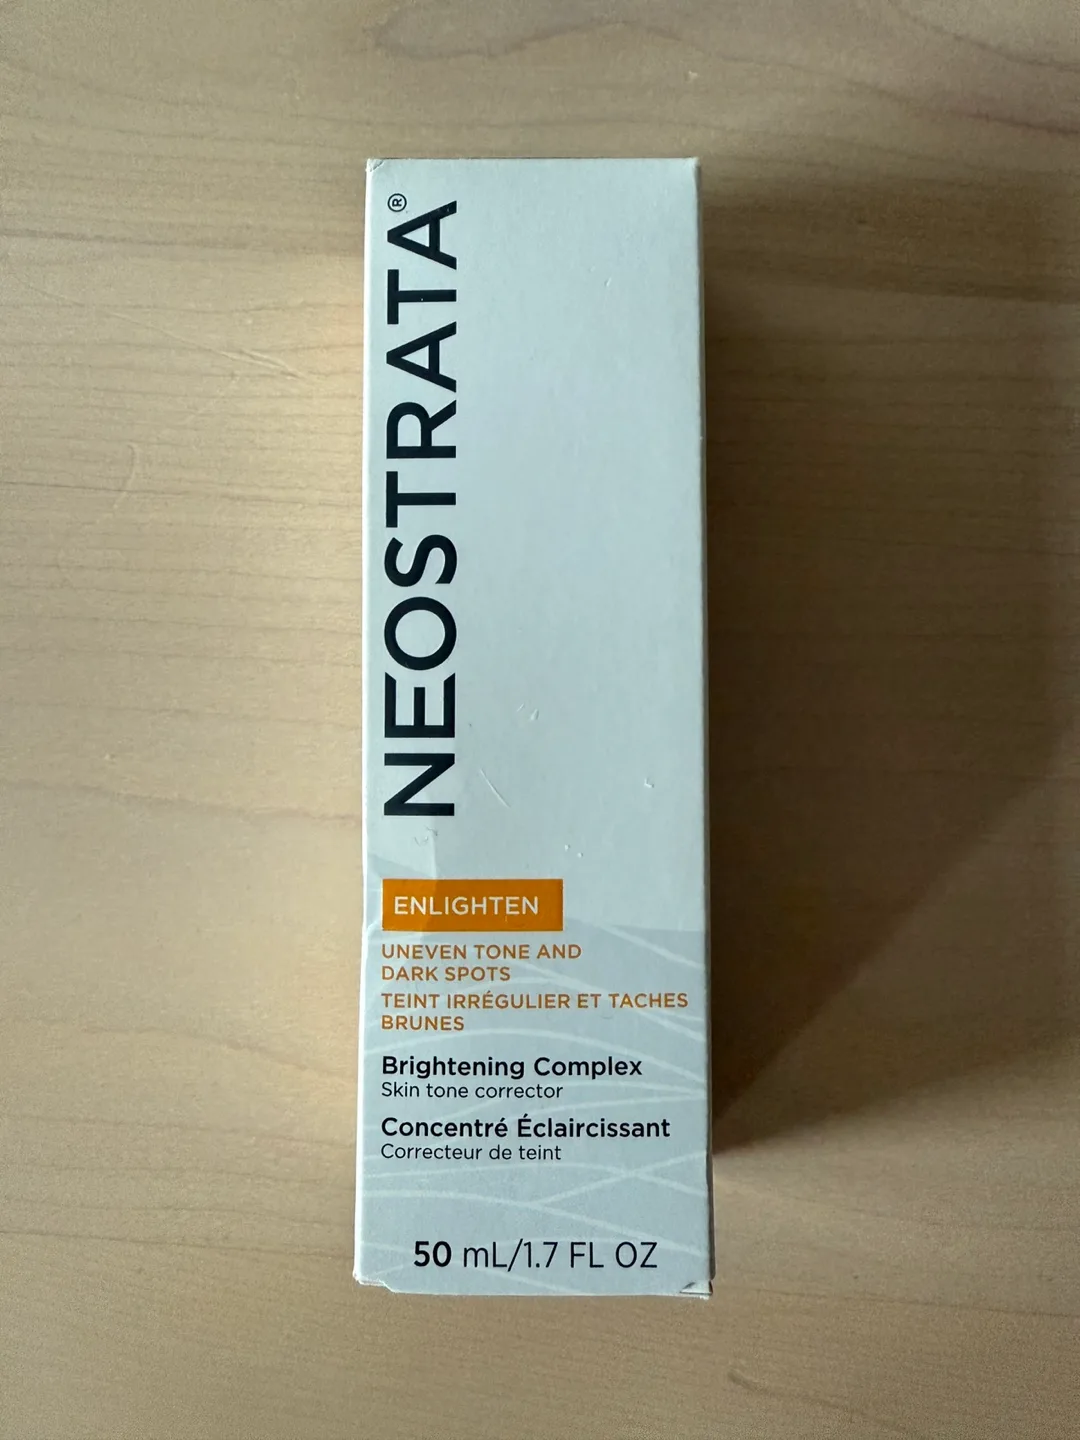 NEOSTRATA®
ENLIGHTEN
UNEVEN TONE AND
DARK SPOTS
TEINT IRRÉGULIER ET TACHES
BRUNES
Brightening Complex
Skin tone corrector
Concentré Éclaircissant
Correcteur de teint
50 mL/1.7 FL OZ